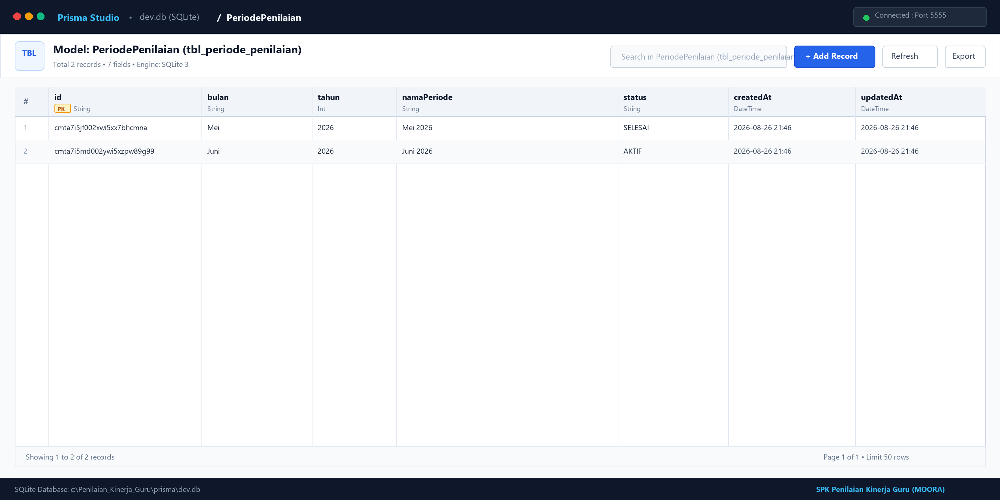 Prisma Studio • dev.db (SQLite) / PeriodePenilaian
Connected : Port 5555
TBL
Model: PeriodePenilaian (tbl_periode_penilaian)
Total 2 records • 7 fields • Engine: SQLite 3
Search in PeriodePenilaian (tbl_periode_penilaian
+ Add Record
Refresh
Export
# id bulan tahun namaPeriode status createdAt updatedAt
PK String String Int String String DateTime DateTime
1 cmta7i5jf002xwi5xx7bhcmna Mei 2026 Mei 2026 SELESAI 2026-08-26 21:46 2026-08-26 21:46
2 cmta7i5md002ywi5xzpw89g99 Juni 2026 Juni 2026 AKTIF 2026-08-26 21:46 2026-08-26 21:46
Showing 1 to 2 of 2 records
Page 1 of 1 • Limit 50 rows
SQLite Database: c:\Penilaian_Kinerja_Guru\prisma\dev.db
SPK Penilaian Kinerja Guru (MOORA)